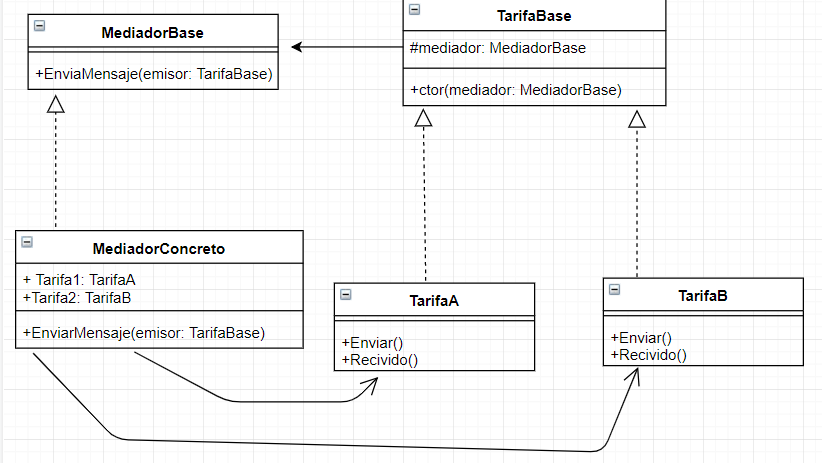 MediadorBase
+EnviaMensaje(emisor: TarifaBase)
TarifaBase
#mediador: MediadorBase
+ctor(mediador: MediadorBase)
MediadorConcreto
+ Tarifa1: TarifaA
+Tarifa2: TarifaB
+EnviarMensaje(emisor: TarifaBase)
TarifaA
+Enviar()
+Recivido()
TarifaB
+Enviar()
+Recivido()